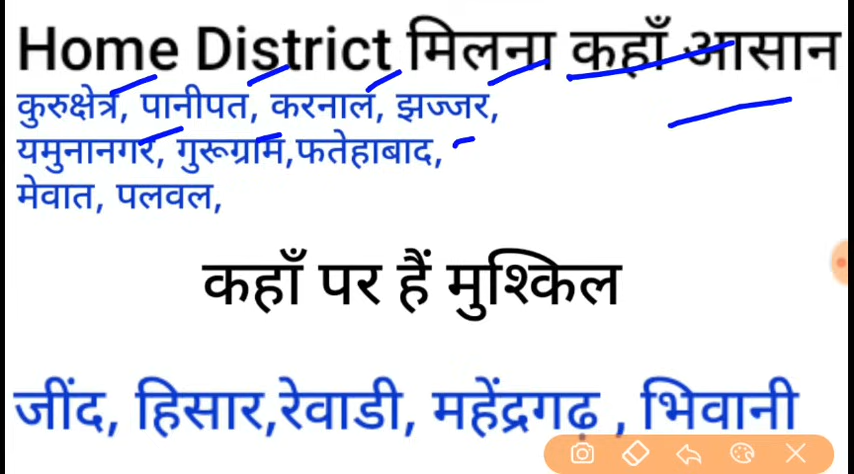 Home District मिलना कहाँ आसान
कुरुक्षेत्र, पानीपत, करनाल, झज्जर,
यमुनानगर, गुरूग्राम,फतेहाबाद,
मेवात, पलवल,
कहाँ पर हैं मुश्किल
जींद, हिसार,रेवाडी, महेंद्रगढ , भिवानी